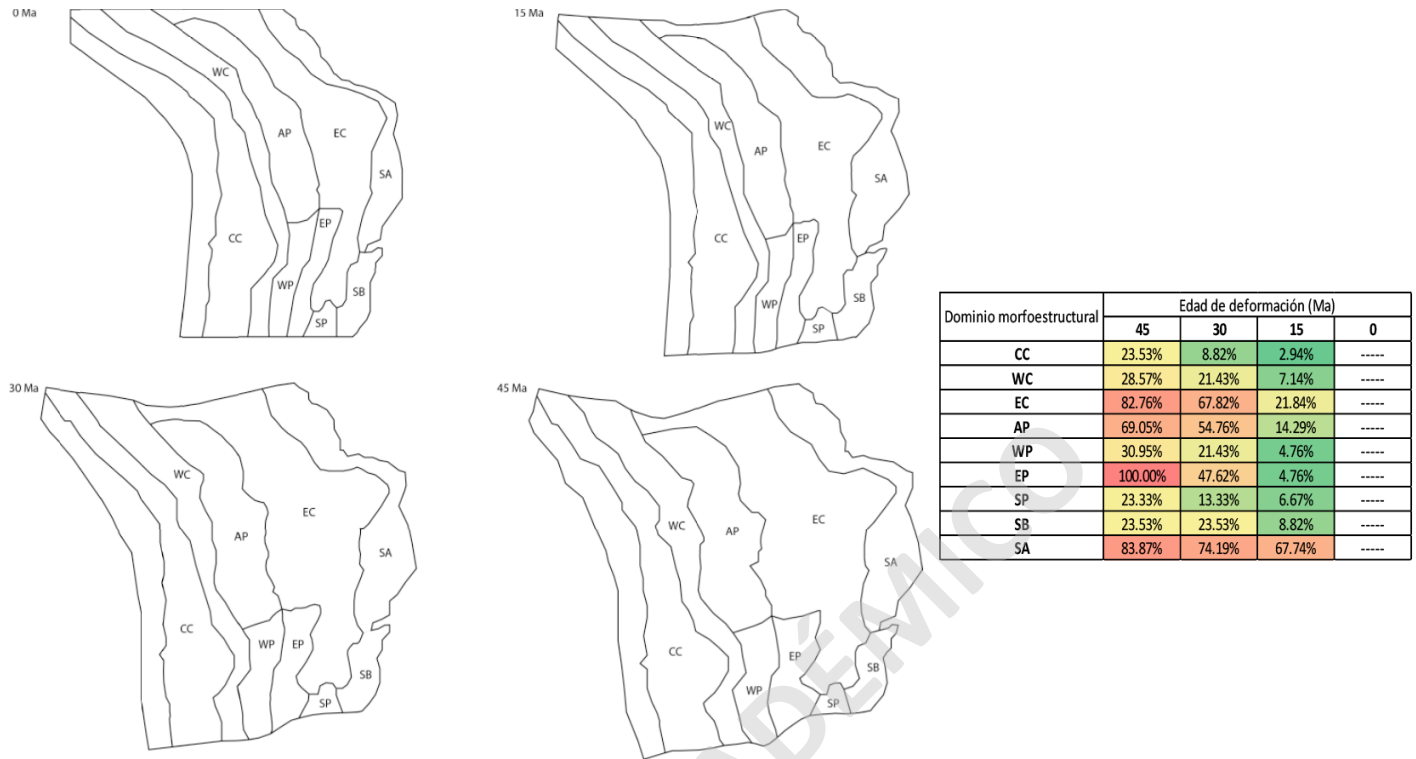 0 Ma
WC
AP
EC
SA
CC
EP
WP
SB
SP
15 Ma
WC
AP
EC
SA
CC
EP
WP
SB
SP
30 Ma
WC
EC
AP
SA
CC
WP
EP
SB
SP
45 Ma
EC
WC
AP
SA
CC
EP
SB
WP
SP
Dominio morfoestructural Edad de deformación (Ma)
45 30 15 0
CC 23.53% 8.82% 2.94% -----
WC 28.57% 21.43% 7.14% -----
EC 82.76% 67.82% 21.84% -----
AP 69.05% 54.76% 14.29% -----
WP 30.95% 21.43% 4.76% -----
EP 100.00% 47.62% 4.76% -----
SP 23.33% 13.33% 6.67% -----
SB 23.53% 23.53% 8.82% -----
SA 83.87% 74.19% 67.74% -----
ADÉMICO